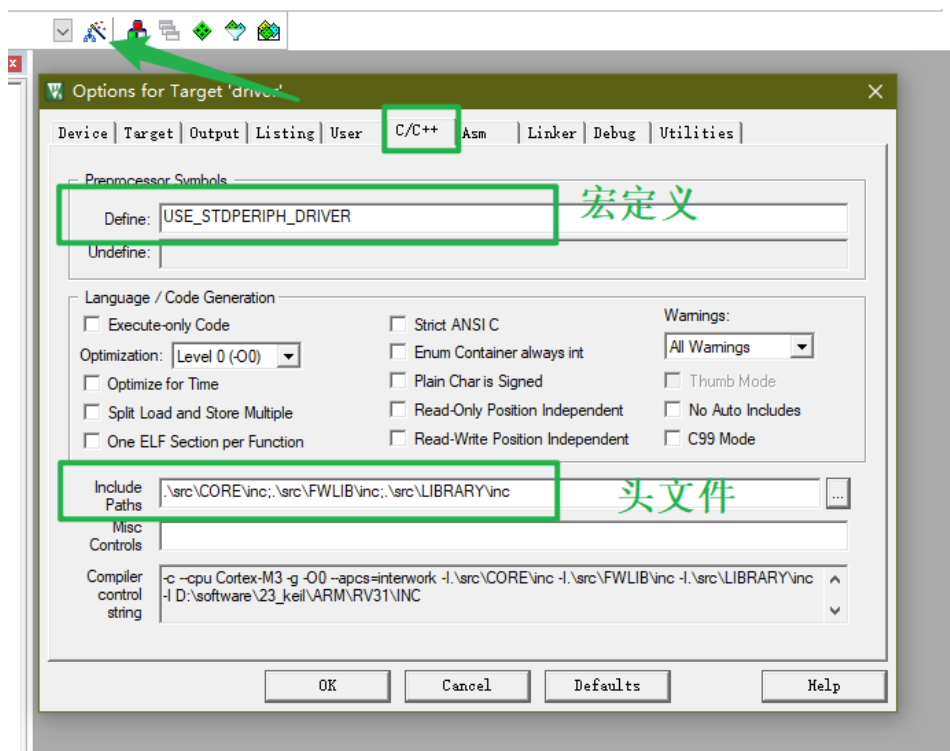 Options for Target 'driver'
Device Target Output Listing User C/C++ Asm Linker Debug Utilities
Preprocessor Symbols
Define: USE_STDPERIPH_DRIVER
宏定义
Undefine:
Language / Code Generation
Execute-only Code
Strict ANSI C
Warnings:
Optimization: Level 0 (-O0)
Enum Container always int
All Warnings
Optimize for Time
Plain Char is Signed
Thumb Mode
Split Load and Store Multiple
Read-Only Position Independent
No Auto Includes
One ELF Section per Function
Read-Write Position Independent
C99 Mode
Include Paths
.\src\CORE\inc;.\src\FWLIB\inc;.\src\LIBRARY\inc
头文件
...
Misc Controls
Compiler control string
-c --cpu Cortex-M3 -g -O0 --apcs=interwork -I.\src\CORE\inc -I.\src\FWLIB\inc -I.\src\LIBRARY\inc
-I D:\software\23_keil\ARM\RV31\INC
OK Cancel Defaults Help